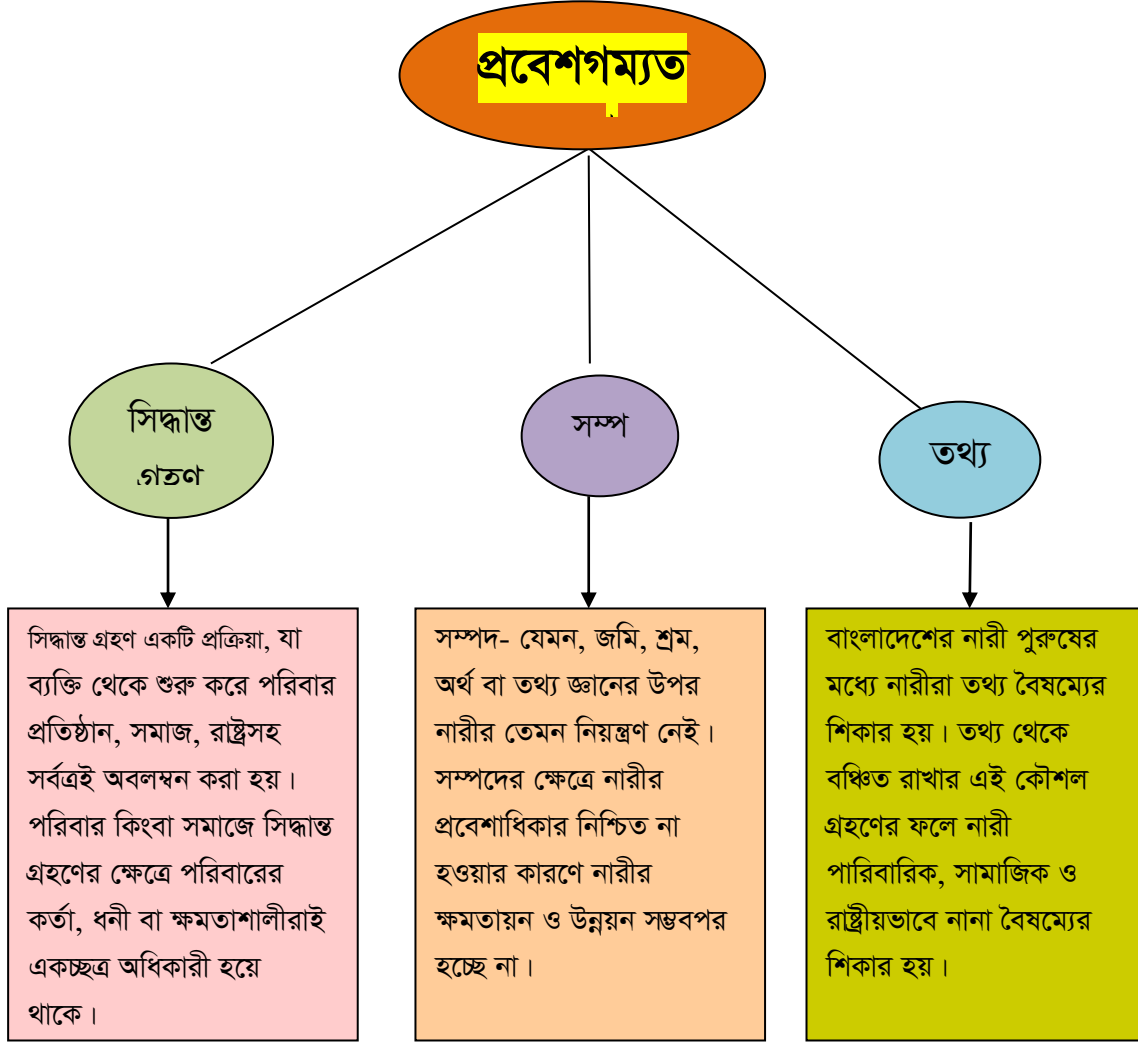 প্রবেশগম্যত
সিদ্ধান্ত
গ্রহণ
সম্প
তথ্য
সিদ্ধান্ত গ্রহণ একটি প্রক্রিয়া, যা
ব্যক্তি থেকে শুরু করে পরিবার
প্রতিষ্ঠান, সমাজ, রাষ্ট্রসহ
সর্বত্রই অবলম্বন করা হয়।
পরিবার কিংবা সমাজে সিদ্ধান্ত
গ্রহণের ক্ষেত্রে পরিবারের
কর্তা, ধনী বা ক্ষমতাশালীরাই
একচ্ছত্র অধিকারী হয়ে
থাকে।
সম্পদ- যেমন, জমি, শ্রম,
অর্থ বা তথ্য জ্ঞানের উপর
নারীর তেমন নিয়ন্ত্রণ নেই।
সম্পদের ক্ষেত্রে নারীর
প্রবেশাধিকার নিশ্চিত না
হওয়ার কারণে নারীর
ক্ষমতায়ন ও উন্নয়ন সম্ভবপর
হচ্ছে না।
বাংলাদেশের নারী পুরুষের
মধ্যে নারীরা তথ্য বৈষম্যের
শিকার হয়। তথ্য থেকে
বঞ্চিত রাখার এই কৌশল
গ্রহণের ফলে নারী
পারিবারিক, সামাজিক ও
রাষ্ট্রীয়ভাবে নানা বৈষম্যের
শিকার হয়।